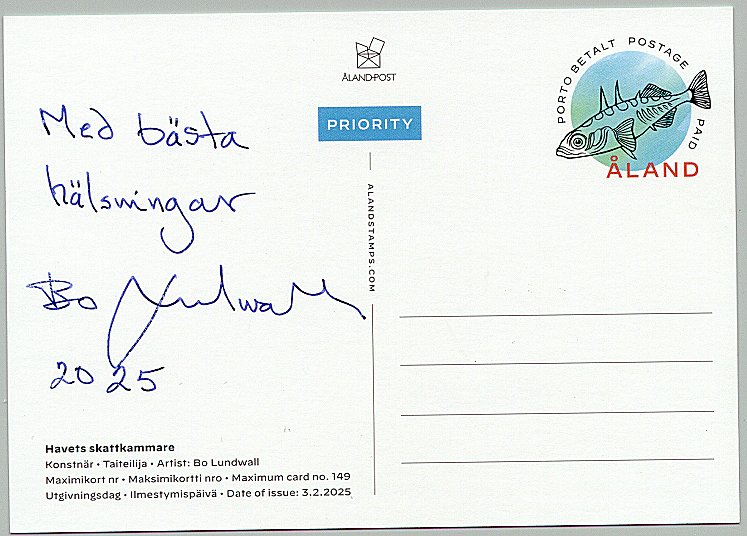 ÅLAND POST
PORTO BETALT POSTAGE PAID
PRIORITY
ÅLAND
Med bästa
hälsningar
ALANDSTAMPS.COM
Bo Lundwall
2025
Havets skattkammare
Konstnär • Taiteilija • Artist: Bo Lundwall
Maximikort nr • Maksimikortti nro • Maximum card no. 149
Utgivningsdag • Ilmestymispäivä • Date of issue: 3.2.2025